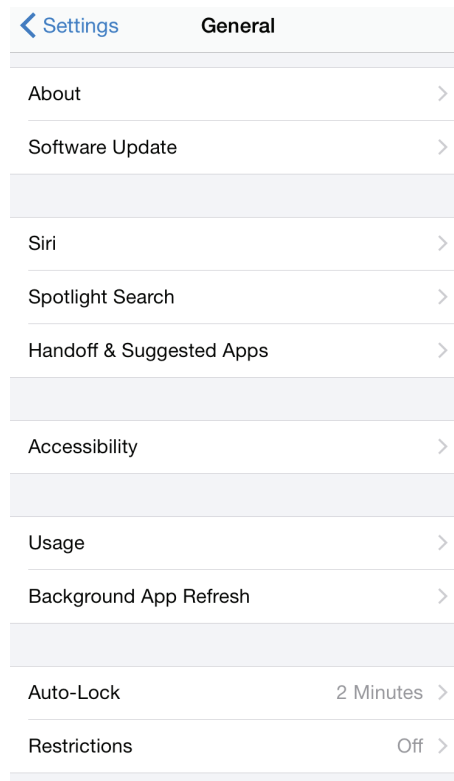 Settings General
About
Software Update
Siri
Spotlight Search
Handoff & Suggested Apps
Accessibility
Usage
Background App Refresh
Auto-Lock 2 Minutes
Restrictions Off